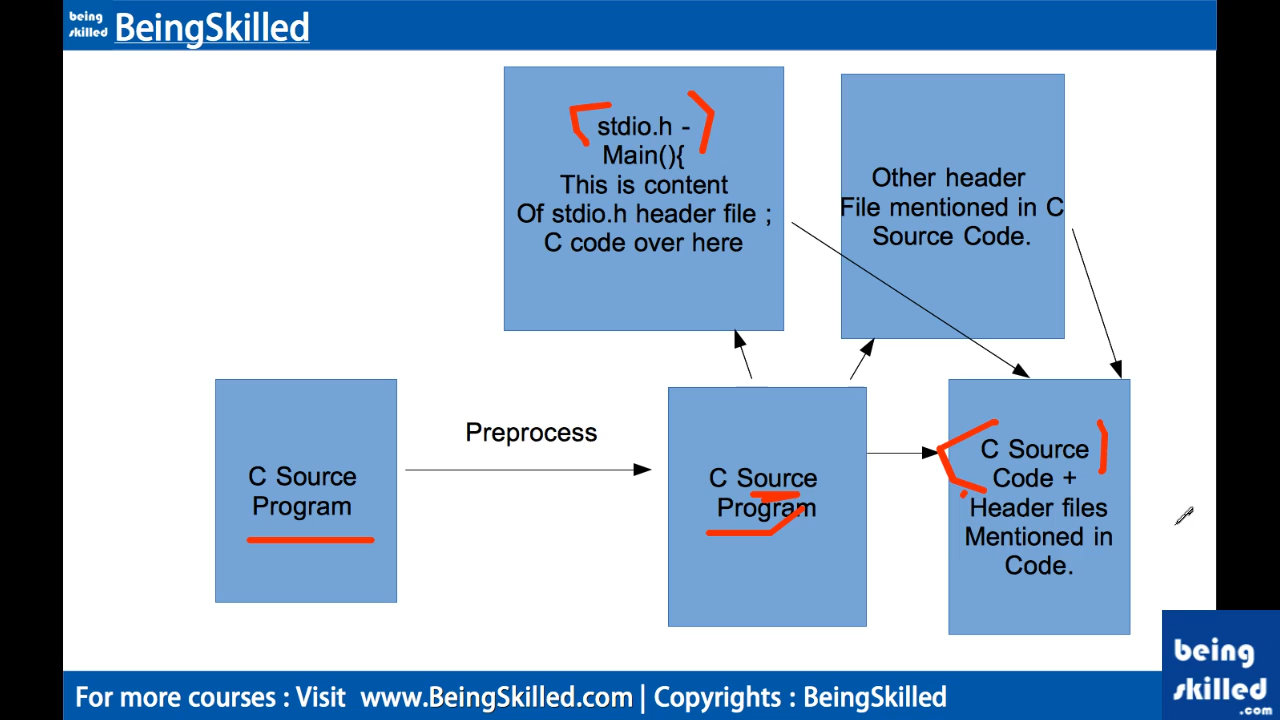 being
skilled
BeingSkilled
stdio.h -
Main(){
This is content
Of stdio.h header file ;
C code over here
Other header
File mentioned in C
Source Code.
Preprocess
C Source
Program
C Source
Program
C Source
Code +
Header files
Mentioned in
Code.
being
skilled
.com
For more courses : Visit www.BeingSkilled.com | Copyrights : BeingSkilled